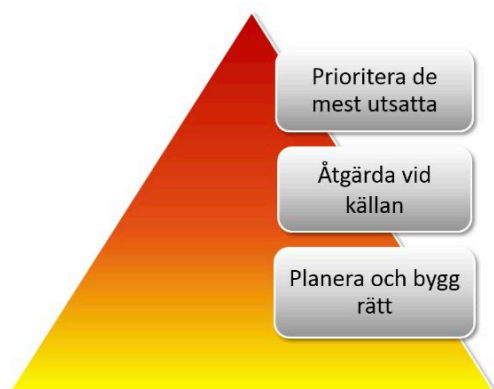 Prioritera de
mest utsatta
Åtgärda vid
källan
Planera och bygg
rätt